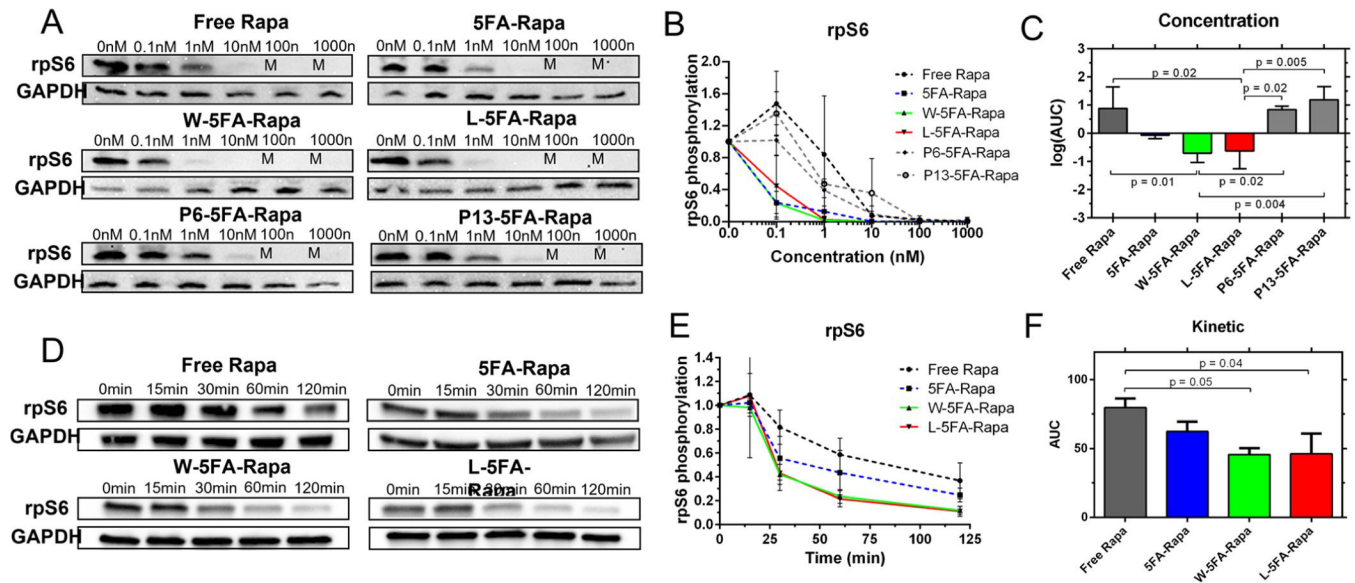 A
Free Rapa
0nM 0.1nM 1nM 10nM 100n 1000n
M M
rpS6
GAPDH
5FA-Rapa
0nM 0.1nM 1nM 10nM 100n 1000n
M M
W-5FA-Rapa
0nM 0.1nM 1nM 10nM 100n 1000n
M M
rpS6
GAPDH
L-5FA-Rapa
0nM 0.1nM 1nM 10nM 100n 1000n
M M
P6-5FA-Rapa
0nM 0.1nM 1nM 10nM 100n 1000n
M M
rpS6
GAPDH
P13-5FA-Rapa
0nM 0.1nM 1nM 10nM 100n 1000n
M M
B
rpS6
rpS6 phosphorylation
2.0
1.6
1.2
0.8
0.4
0.0
0.0 0.1 1 10 100 1000
Concentration (nM)
Free Rapa
5FA-Rapa
W-5FA-Rapa
L-5FA-Rapa
P6-5FA-Rapa
P13-5FA-Rapa
C
Concentration
log(AUC)
3
2
1
0
-1
-2
-3
p = 0.02
p = 0.005
p = 0.02
p = 0.01
p = 0.02
p = 0.004
Free Rapa
5FA-Rapa
W-5FA-Rapa
L-5FA-Rapa
P6-5FA-Rapa
P13-5FA-Rapa
D
Free Rapa
0min 15min 30min 60min 120min
rpS6
GAPDH
5FA-Rapa
0min 15min 30min 60min 120min
W-5FA-Rapa
0min 15min 30min 60min 120min
rpS6
GAPDH
L-5FA-
Rapa
0min 15min 30min 60min 120min
E
rpS6
rpS6 phosphorylation
1.4
1.2
1.0
0.8
0.6
0.4
0.2
0.0
0 25 50 75 100 125
Time (min)
Free Rapa
5FA-Rapa
W-5FA-Rapa
L-5FA-Rapa
F
Kinetic
AUC
100
50
0
p = 0.04
p = 0.05
Free Rapa
5FA-Rapa
W-5FA-Rapa
L-5FA-Rapa